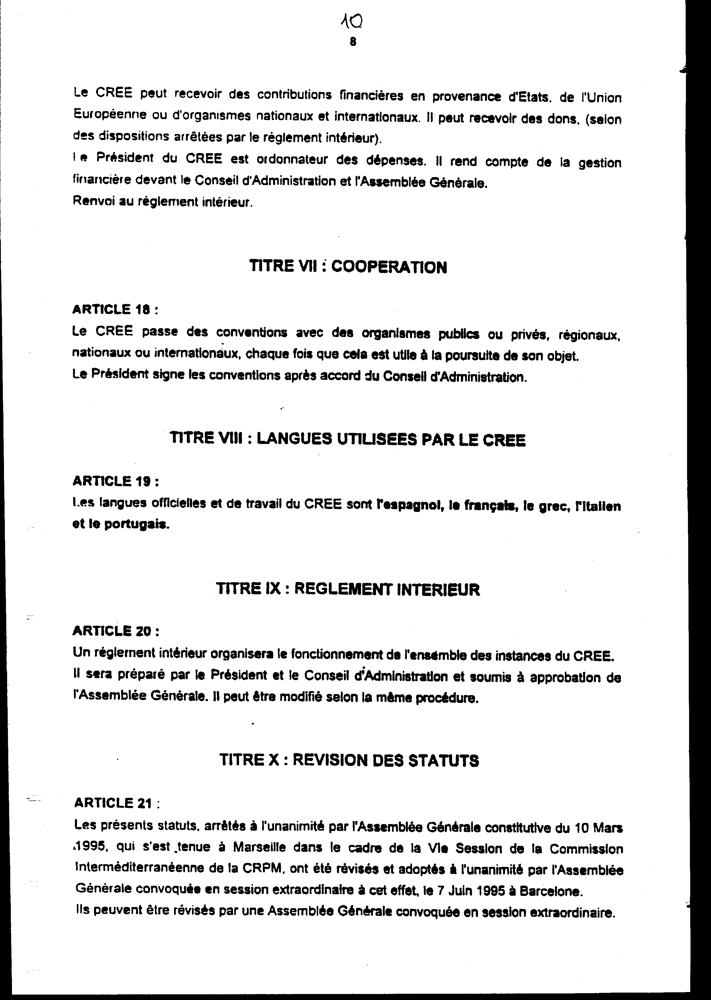 10
8
Le CREE peut recevoir des contributions financières en provenance d'Etats, de l'Union
Européenne ou d'organismes nationaux et internationaux. Il peut recevoir des dons, (selon
des dispositions arrêtées par le réglement intérieur).
Le Président du CREE est ordonnateur des dépenses. Il rend compte de la gestion
financière devant le Conseil d'Administration et l'Assemblée Générale.
Renvoi au réglement intérieur.
TITRE VII : COOPERATION
ARTICLE 18 :
Le CREE passe des conventions avec des organismes publics ou privés, régionaux,
nationaux ou internationaux, chaque fois que cela est utile à la poursuite de son objet.
Le Président signe les conventions après accord du Conseil d'Administration.
TITRE VIII : LANGUES UTILISEES PAR LE CREE
ARTICLE 19 :
Les langues officielles et de travail du CREE sont l'espagnol, le français, le grec, l'italien
et le portugais.
TITRE IX : REGLEMENT INTERIEUR
ARTICLE 20 :
Un réglement intérieur organisera le fonctionnement de l'ensemble des instances du CREE.
Il sera préparé par le Président et le Conseil d'Administration et soumis à approbation de
l'Assemblée Générale. Il peut être modifié selon la même procédure.
TITRE X : REVISION DES STATUTS
ARTICLE 21 :
Les présents statuts, arrêtés à l'unanimité par l'Assemblée Générale constitutive du 10 Mars
1995, qui s'est tenue à Marseille dans le cadre de la VIe Session de la Commission
Interméditerranéenne de la CRPM, ont été révisés et adoptés à l'unanimité par l'Assemblée
Générale convoquée en session extraordinaire à cet effet, le 7 Juin 1995 à Barcelone.
Ils peuvent être révisés par une Assemblée Générale convoquée en session extraordinaire.